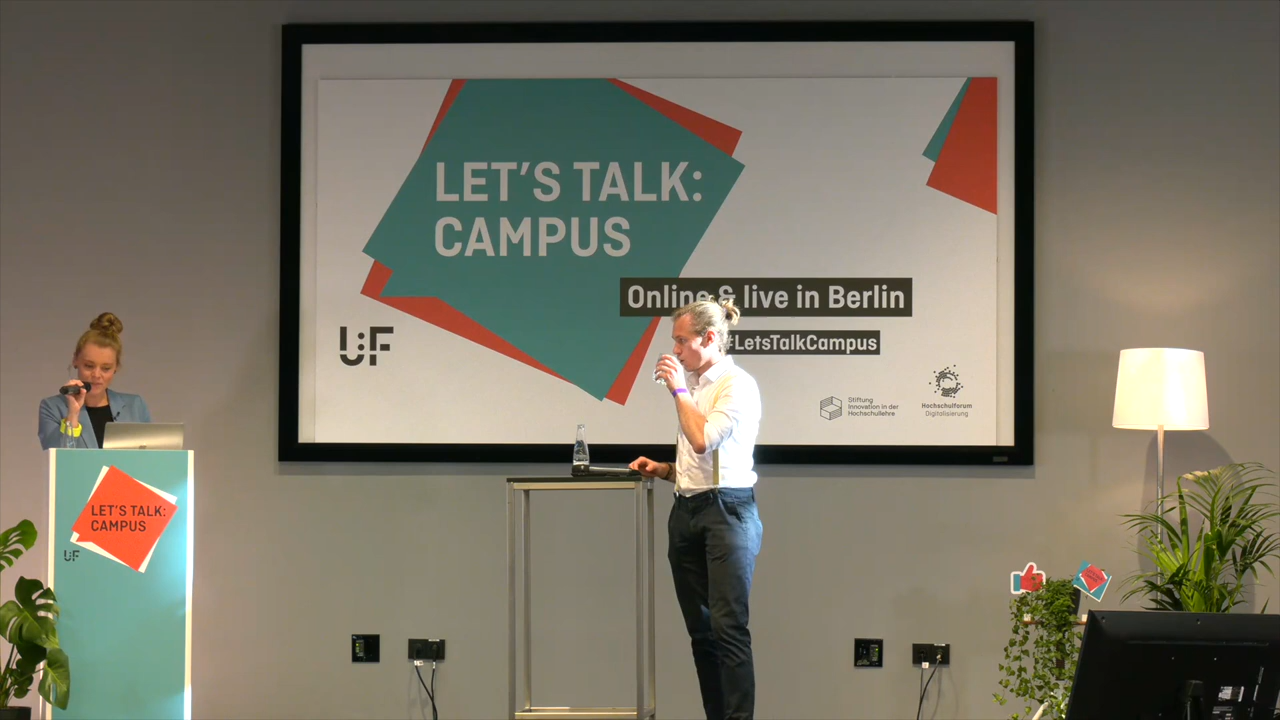 LET'S TALK:
CAMPUS
Online & live in Berlin
#LetsTalkCampus
U:F
Stiftung
Innovation in der
Hochschullehre
Hochschulforum
Digitalisierung
LET'S TALK:
CAMPUS
U:F